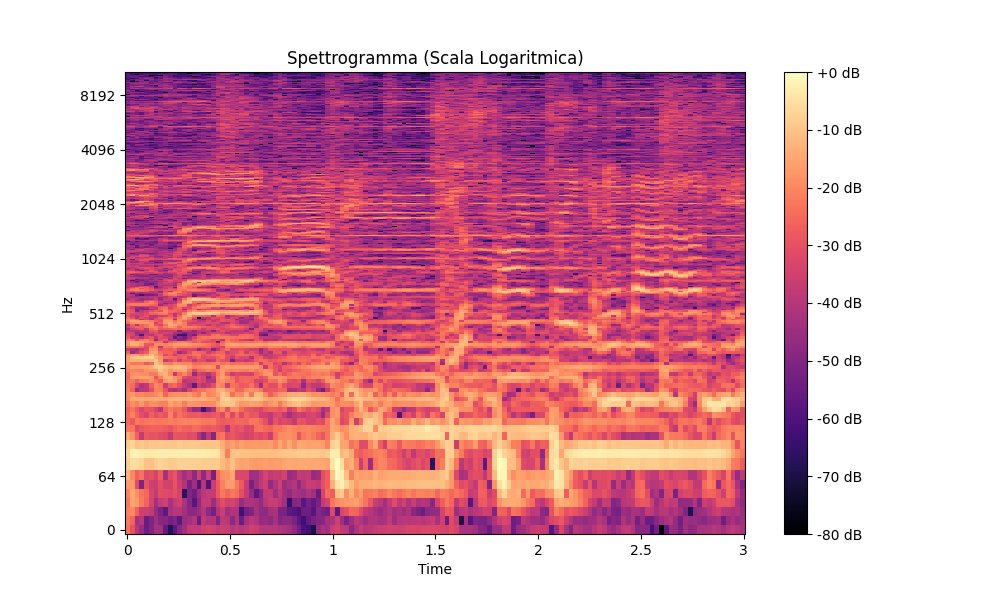 Spettrogramma (Scala Logaritmica)
8192
4096
2048
1024
512
256
128
64
0
Hz
0
0.5
1
1.5
2
2.5
3
Time
+0 dB
-10 dB
-20 dB
-30 dB
-40 dB
-50 dB
-60 dB
-70 dB
-80 dB